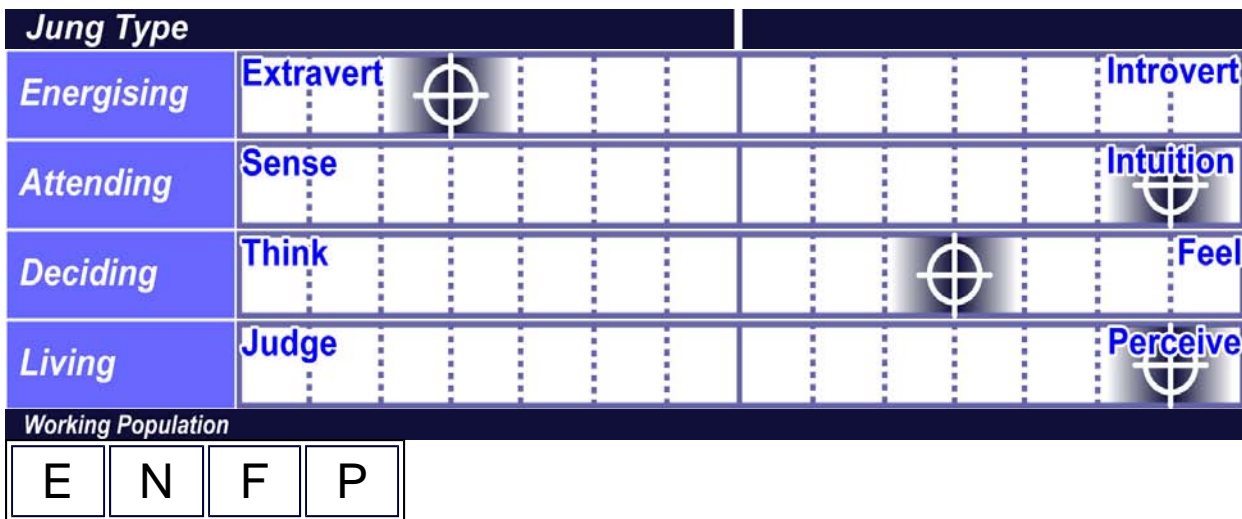 Jung Type
Energising Extravert Introvert
Attending Sense Intuition
Deciding Think Feel
Living Judge Perceive
Working Population
E N F P